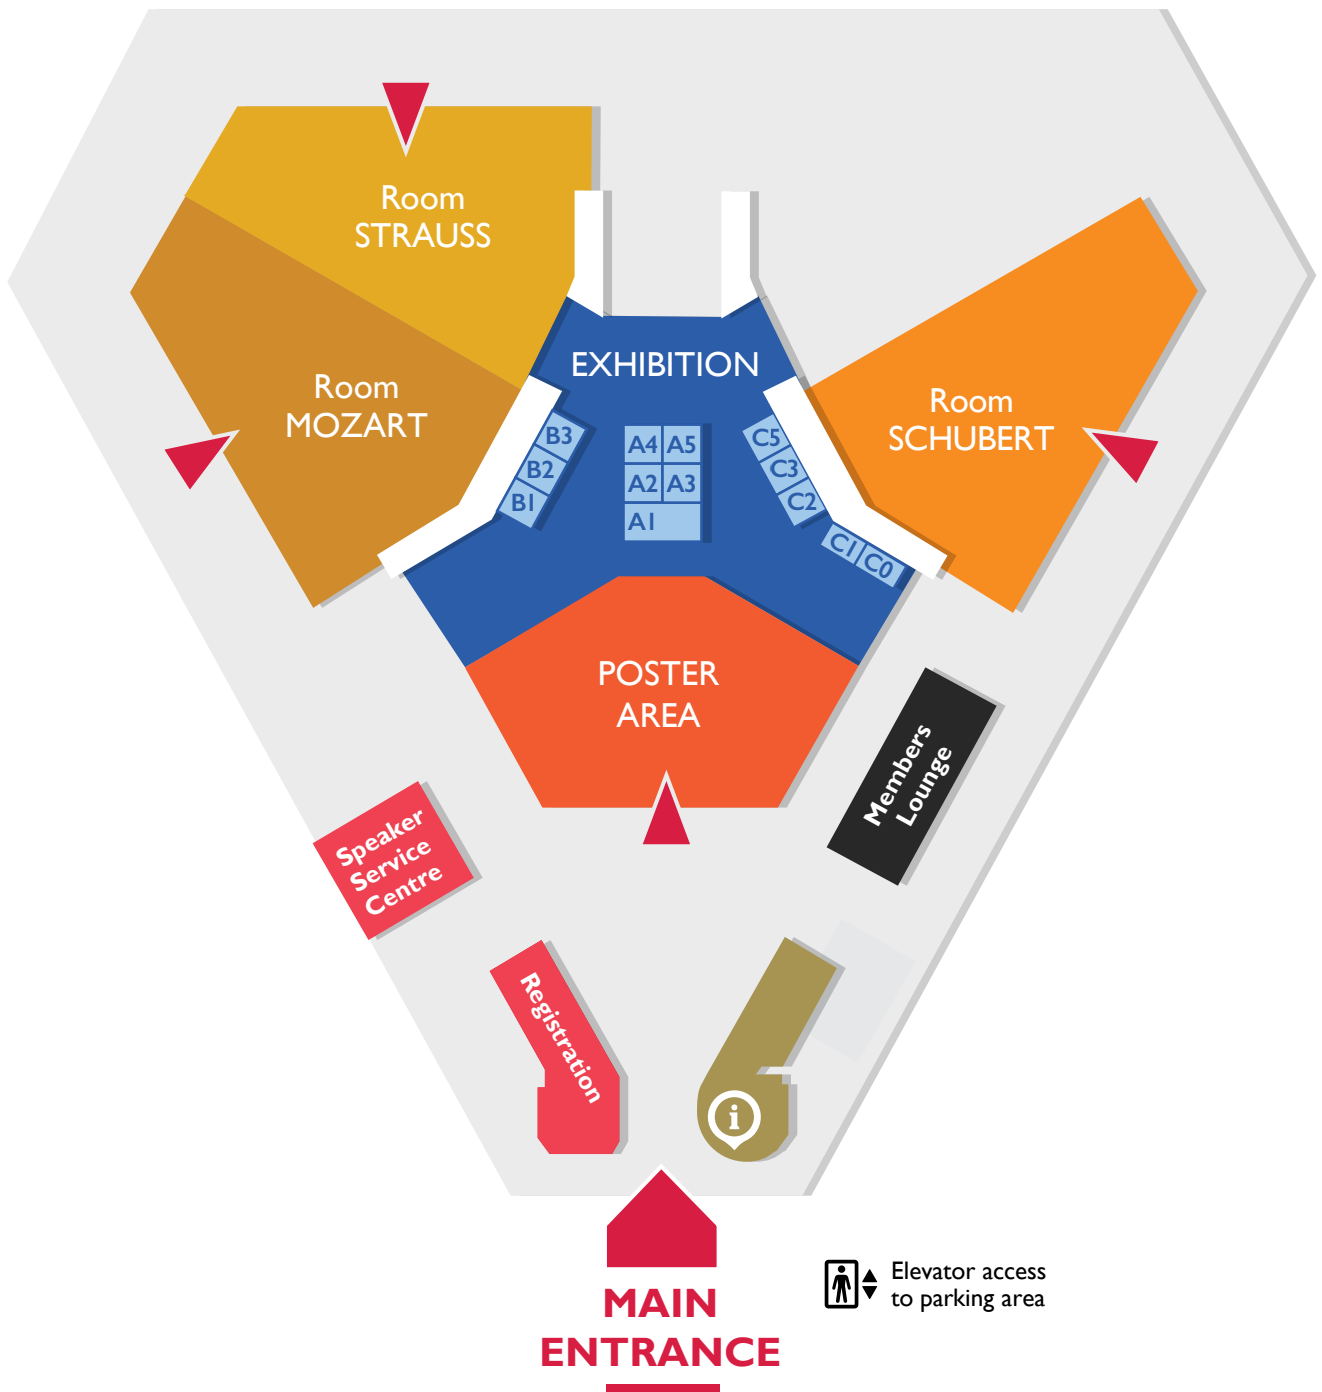 Room
STRAUSS
Room
MOZART
EXHIBITION
Room
SCHUBERT
B3
B2
B1
A4 A5
A2 A3
A1
C5
C3
C2
C1 C0
POSTER
AREA
Members
Lounge
Speaker
Service
Centre
Registration
i
MAIN
ENTRANCE
Elevator access
to parking area